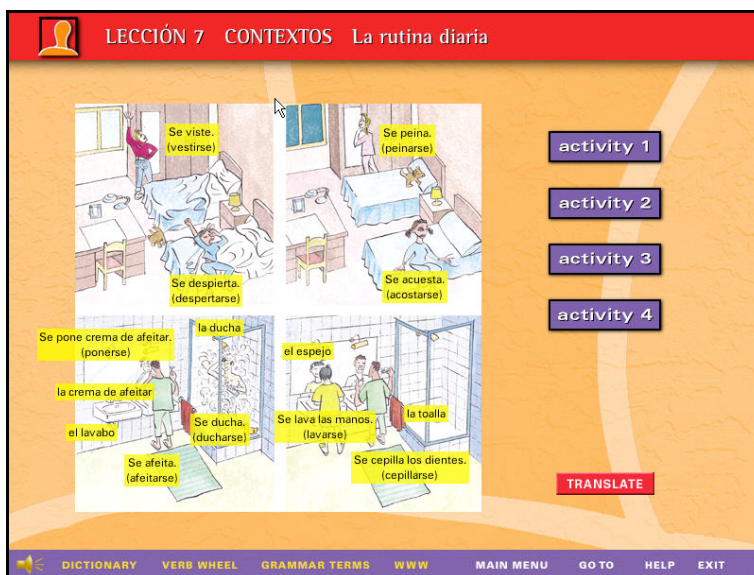 LECCIÓN 7 CONTEXTOS La rutina diaria
Se viste.
(vestirse)
Se peina.
(peinarse)
activity 1
activity 2
activity 3
activity 4
Se despierta.
(despertarse)
Se acuesta.
(acostarse)
la ducha
Se pone crema de afeitar.
(ponerse)
la crema de afeitar
el lavabo
Se ducha.
(ducharse)
Se afeita.
(afeitarse)
el espejo
Se lava las manos.
(lavarse)
la toalla
Se cepilla los dientes.
(cepillarse)
TRANSLATE
DICTIONARY VERB WHEEL GRAMMAR TERMS WWW MAIN MENU GO TO HELP EXIT